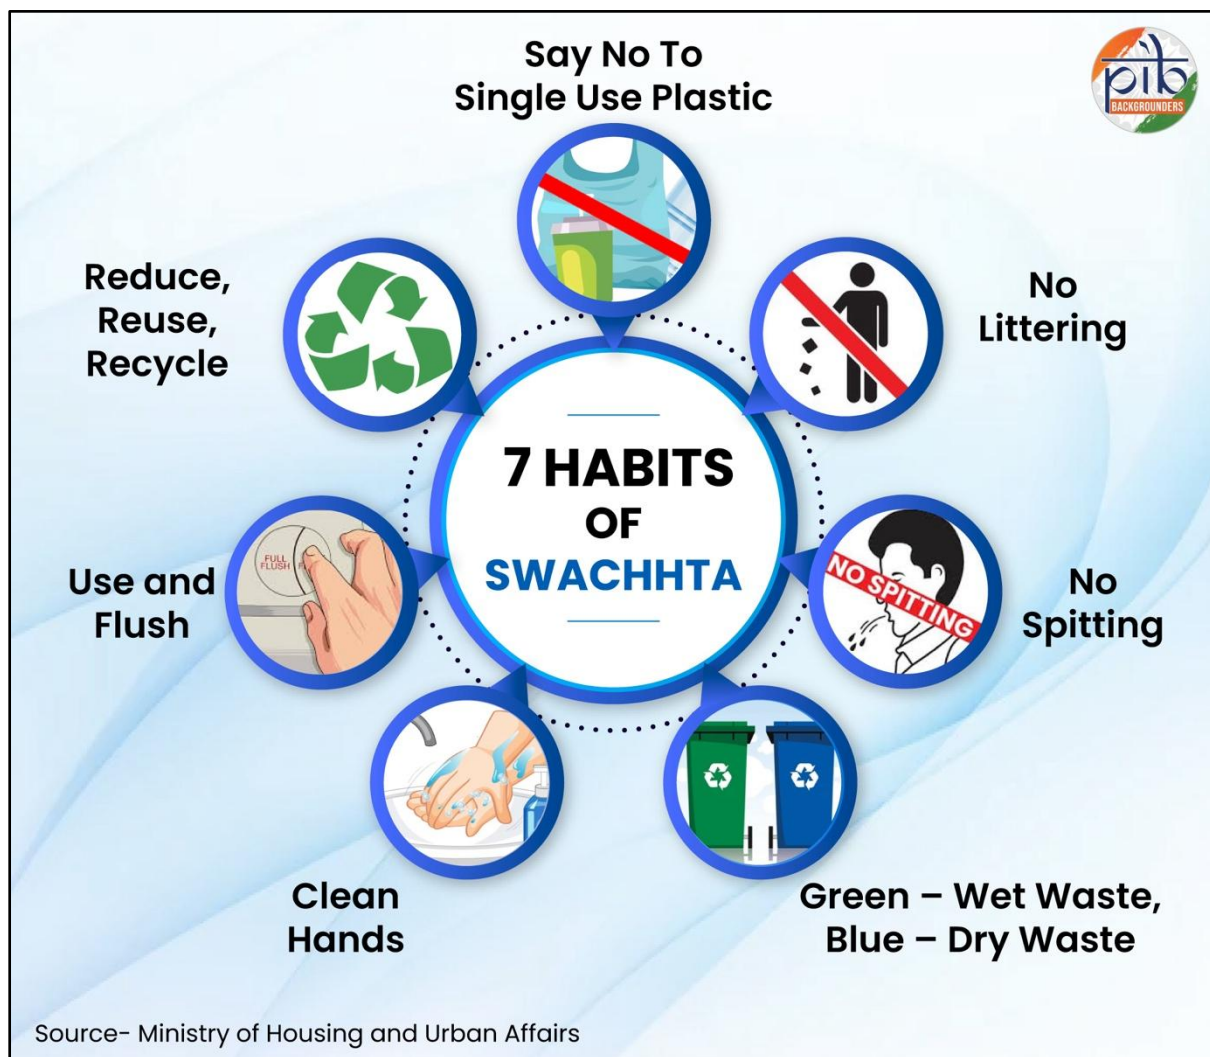 Say No To
Single Use Plastic
pib
BACKGROUNDERS
No
Littering
NO SPITTING
No
Spitting
Green – Wet Waste,
Blue – Dry Waste
Clean
Hands
FULL
FLUSH
Use and
Flush
Reduce,
Reuse,
Recycle
7 HABITS
OF
SWACHHTA
Source- Ministry of Housing and Urban Affairs